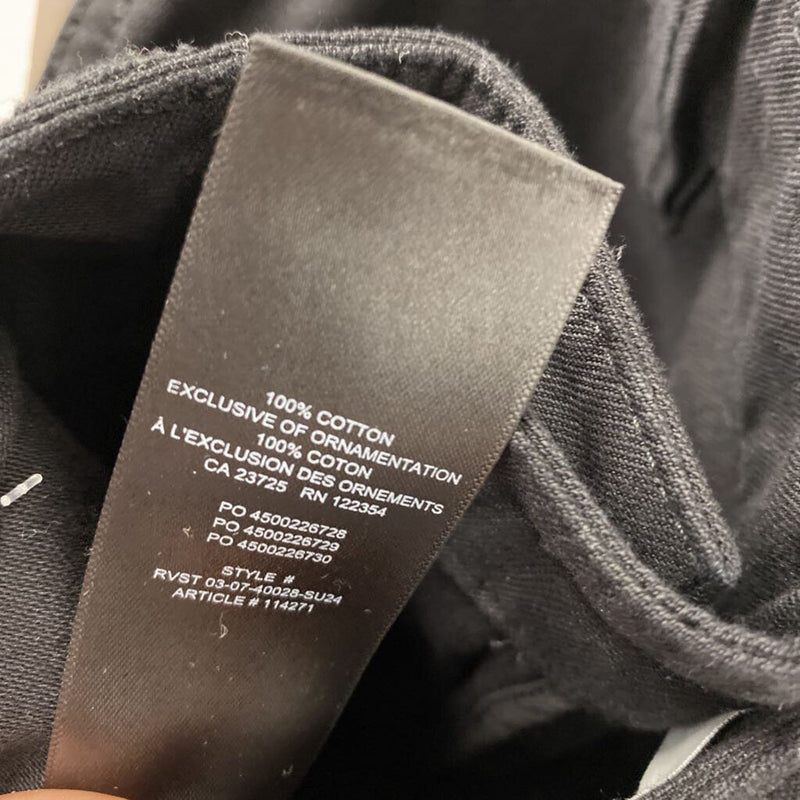 100% COTTON
EXCLUSIVE OF ORNAMENTATION
100% COTON
À L'EXCLUSION DES ORNEMENTS
CA 23725 RN 122354
PO 4500226728
PO 4500226729
PO 4500226730
STYLE #
RVST 03-07-40028-SU24
ARTICLE # 114271